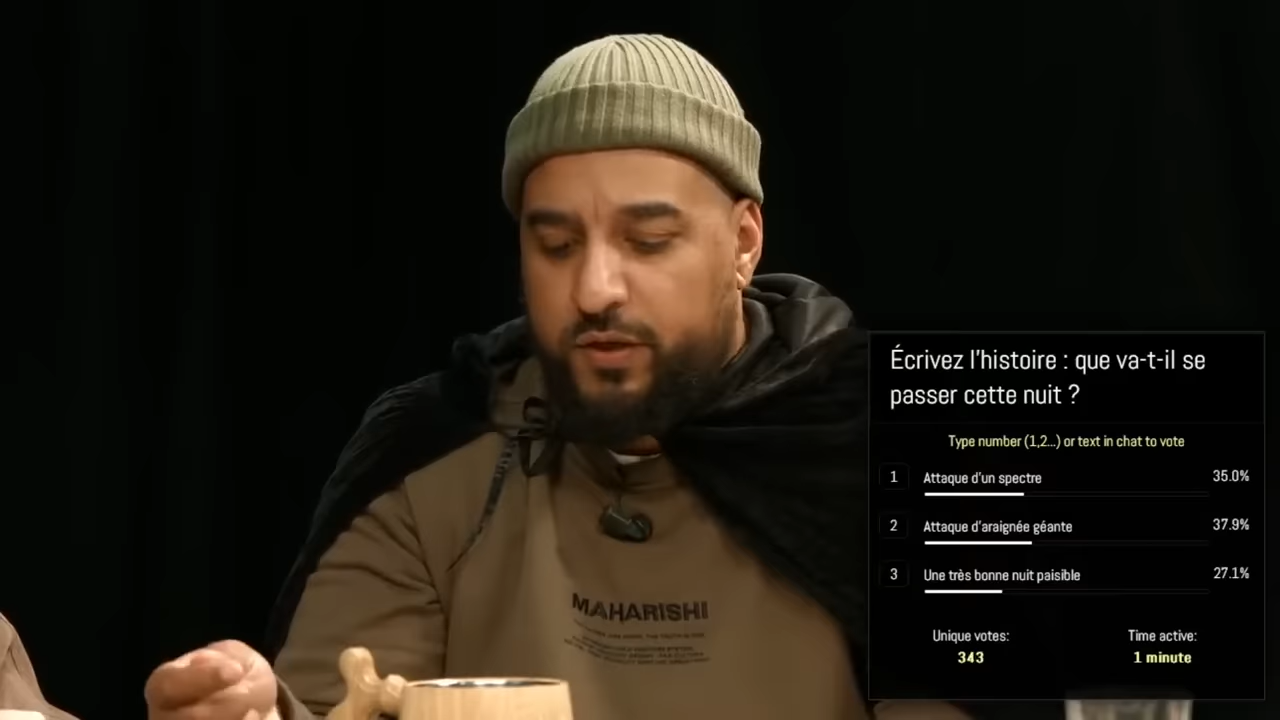 Écrivez l'histoire : que va-t-il se
passer cette nuit ?
Type number (1,2...) or text in chat to vote
1 Attaque d'un spectre 35.0%
2 Attaque d'araignée géante 37.9%
3 Une très bonne nuit paisible 27.1%
Unique votes: Time active:
343 1 minute
MAHARISHI